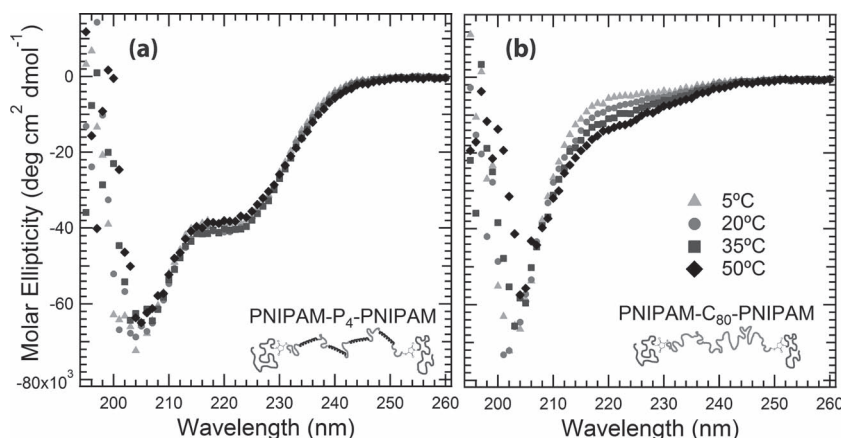 (a)
(b)
Molar Ellipticity (deg cm² dmol⁻¹)
0
-20
-40
-60
-80x10³
5ºC
20ºC
35ºC
50ºC
PNIPAM-P₄-PNIPAM
PNIPAM-C₈₀-PNIPAM
200 210 220 230 240 250 260
200 210 220 230 240 250 260
Wavelength (nm)
Wavelength (nm)